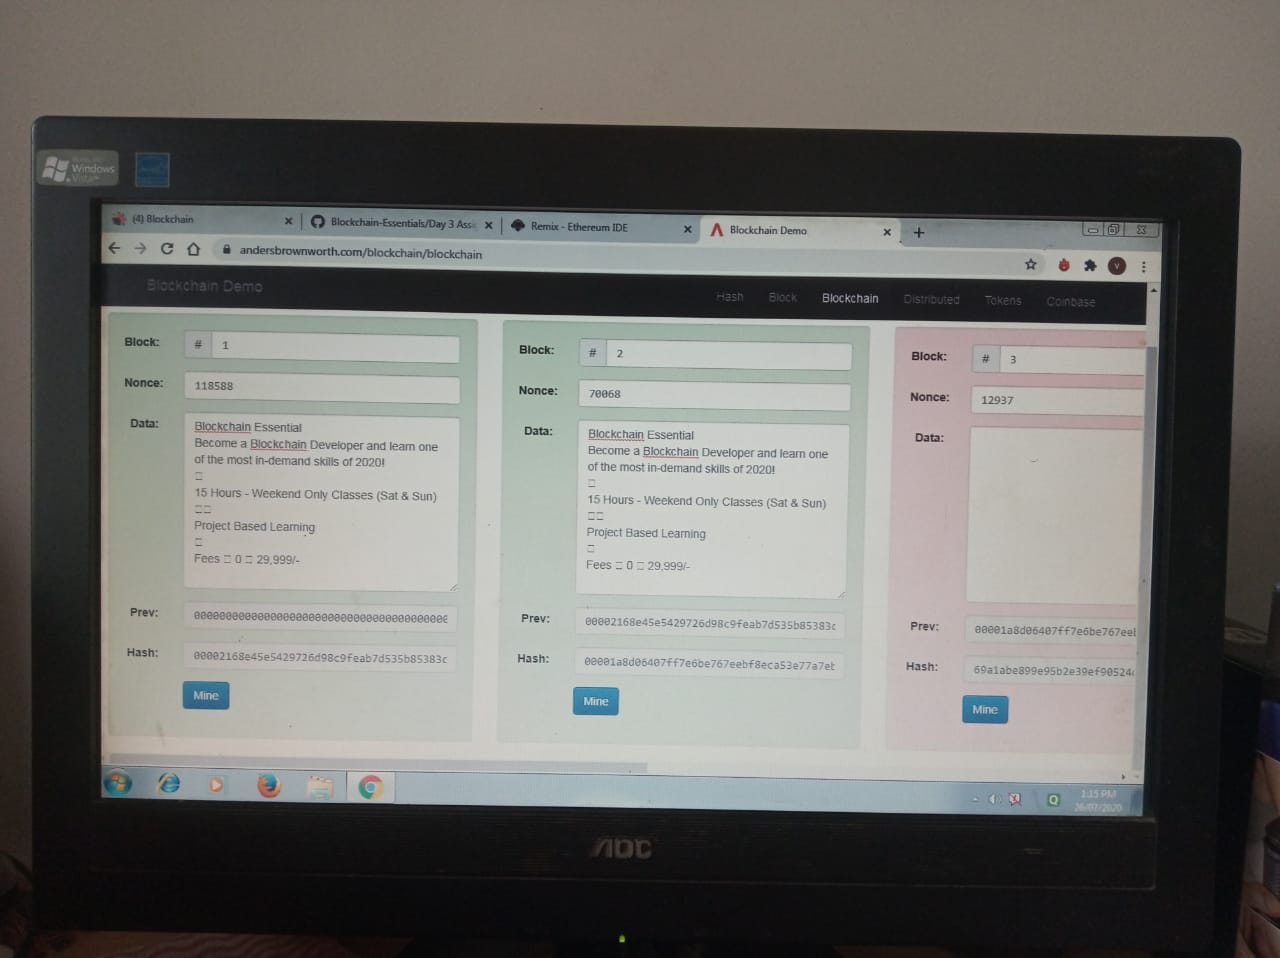 Windows Vista
(4) Blockchain
Blockchain-Essentials/Day 3 Ass
Remix - Ethereum IDE
Blockchain Demo
andersbrownworth.com/blockchain/blockchain
V
Blockchain Demo
Hash Block Blockchain Distributed Tokens Coinbase
Block: # 1
Nonce: 118588
Data: Blockchain Essential
Become a Blockchain Developer and learn one
of the most in-demand skills of 2020!
15 Hours - Weekend Only Classes (Sat & Sun)
Project Based Learning
Fees 0 29,999/-
Prev: 000000000000000000000000000000000000000000
Hash: 00002168e45e5429726d98c9feab7d535b85383c
Mine
Block: # 2
Nonce: 70068
Data: Blockchain Essential
Become a Blockchain Developer and learn one
of the most in-demand skills of 2020!
15 Hours - Weekend Only Classes (Sat & Sun)
Project Based Learning
Fees 0 29,999/-
Prev: 00002168e45e5429726d98c9feab7d535b85383c
Hash: 00001a8d06407ff7e6be767eebf8eca53e77a7eb
Mine
Block: # 3
Nonce: 12937
Data:
Prev: 00001a8d06407ff7e6be767eeb
Hash: 69a1abe899e95b2e39ef90524
Mine
Q
1:15 PM
26/07/2020
AOC